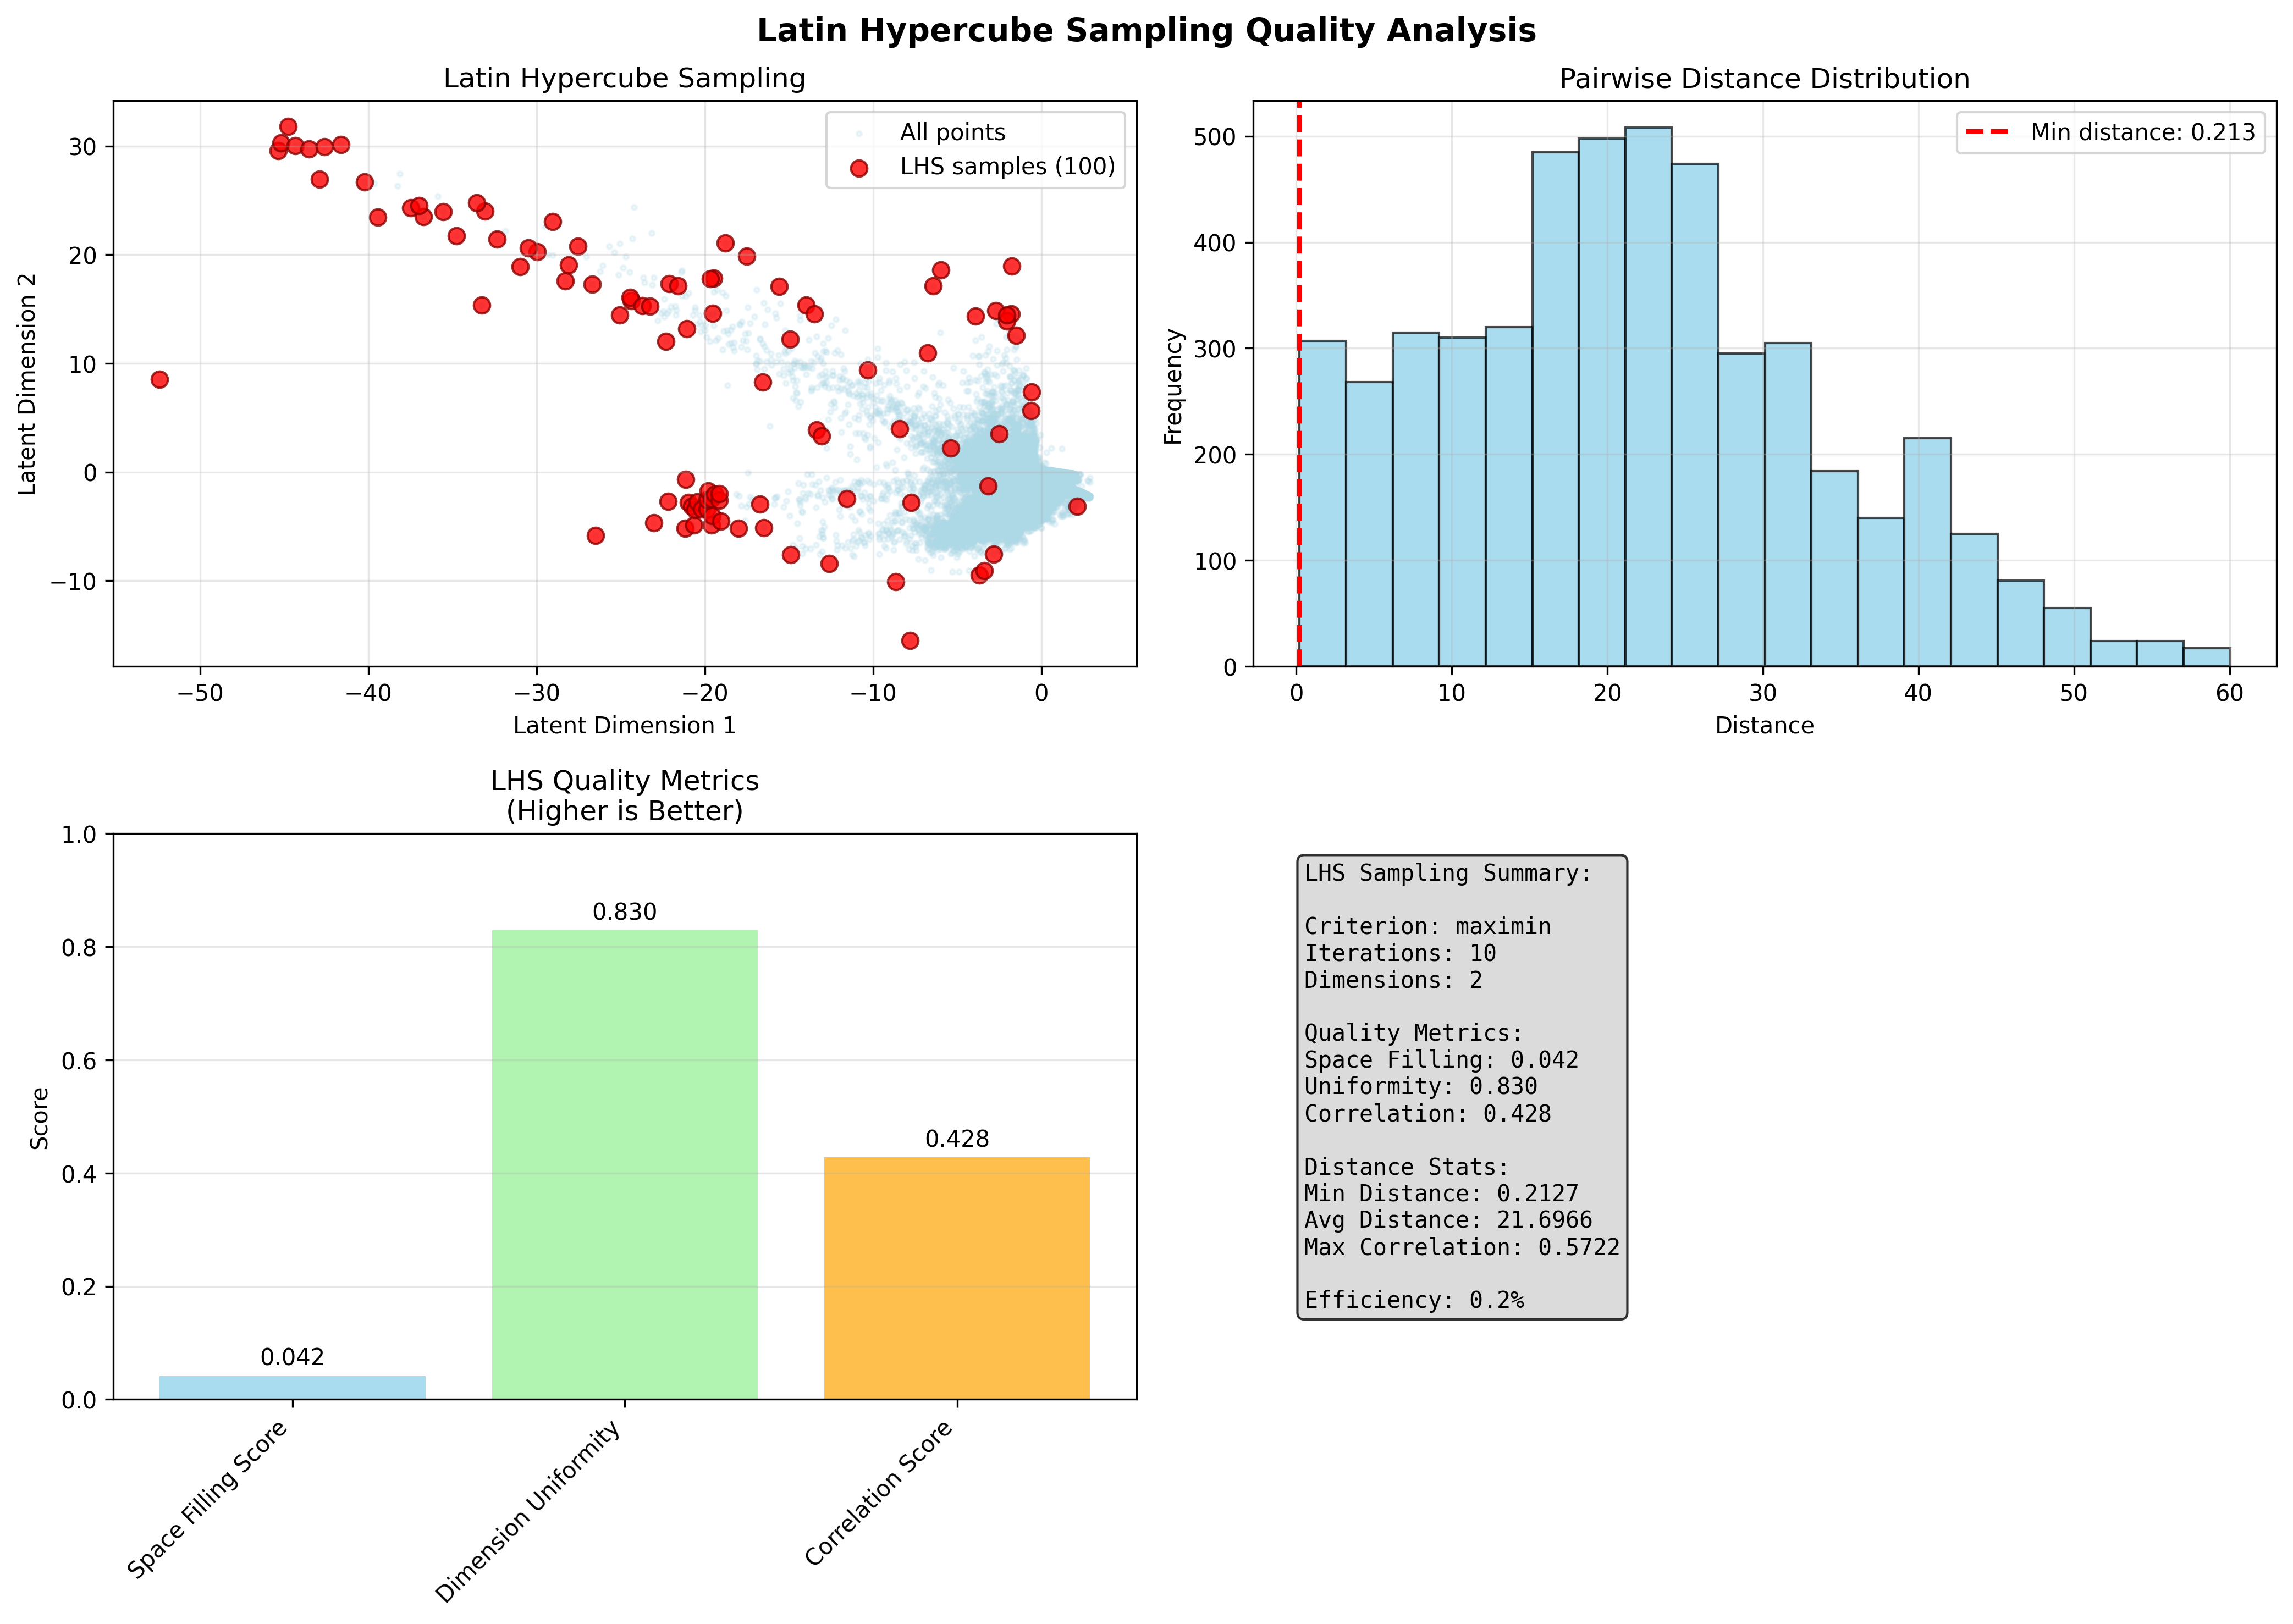 Latin Hypercube Sampling Quality Analysis
Latin Hypercube Sampling
All points
LHS samples (100)
30
20
10
0
−10
Latent Dimension 2
−50
−40
−30
−20
−10
0
Latent Dimension 1
Pairwise Distance Distribution
Min distance: 0.213
500
400
300
200
100
0
Frequency
0
10
20
30
40
50
60
Distance
LHS Quality Metrics
(Higher is Better)
1.0
0.8
0.6
0.4
0.2
0.0
Score
0.042
0.830
0.428
Space Filling Score
Dimension Uniformity
Correlation Score
LHS Sampling Summary:
Criterion: maximin
Iterations: 10
Dimensions: 2
Quality Metrics:
Space Filling: 0.042
Uniformity: 0.830
Correlation: 0.428
Distance Stats:
Min Distance: 0.2127
Avg Distance: 21.6966
Max Correlation: 0.5722
Efficiency: 0.2%